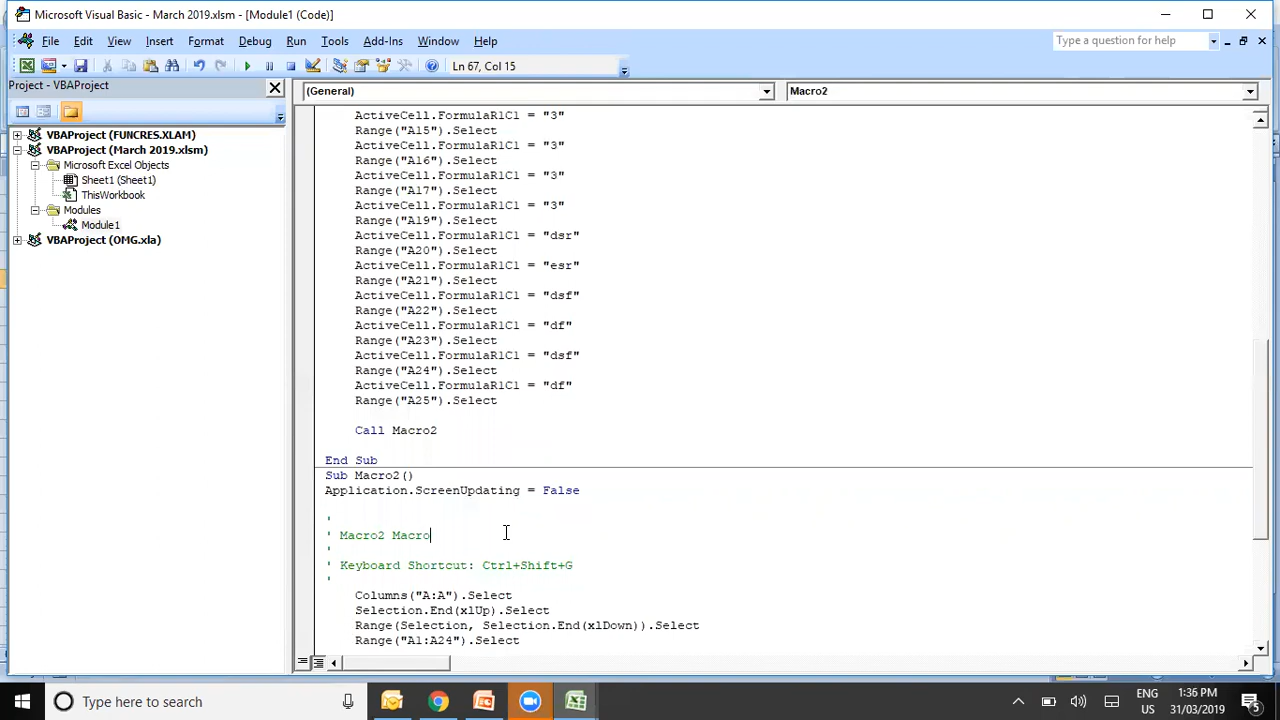 Microsoft Visual Basic - March 2019.xlsm - [Module1 (Code)]
File Edit View Insert Format Debug Run Tools Add-Ins Window Help
Type a question for help
Ln 67, Col 15
Project - VBAProject
(General)
Macro2
VBAProject (FUNCRES.XLAM)
VBAProject (March 2019.xlsm)
Microsoft Excel Objects
Sheet1 (Sheet1)
ThisWorkbook
Modules
Module1
VBAProject (OMG.xla)
ActiveCell.FormulaR1C1 = "3"
Range("A15").Select
ActiveCell.FormulaR1C1 = "3"
Range("A16").Select
ActiveCell.FormulaR1C1 = "3"
Range("A17").Select
ActiveCell.FormulaR1C1 = "3"
Range("A19").Select
ActiveCell.FormulaR1C1 = "dsr"
Range("A20").Select
ActiveCell.FormulaR1C1 = "esr"
Range("A21").Select
ActiveCell.FormulaR1C1 = "dsf"
Range("A22").Select
ActiveCell.FormulaR1C1 = "df"
Range("A23").Select
ActiveCell.FormulaR1C1 = "dsf"
Range("A24").Select
ActiveCell.FormulaR1C1 = "df"
Range("A25").Select
Call Macro2
End Sub
Sub Macro2()
Application.ScreenUpdating = False
'
' Macro2 Macro
'
' Keyboard Shortcut: Ctrl+Shift+G
'
Columns("A:A").Select
Selection.End(xlUp).Select
Range(Selection, Selection.End(xlDown)).Select
Range("A1:A24").Select
Type here to search
ENG
US
1:36 PM
31/03/2019
5